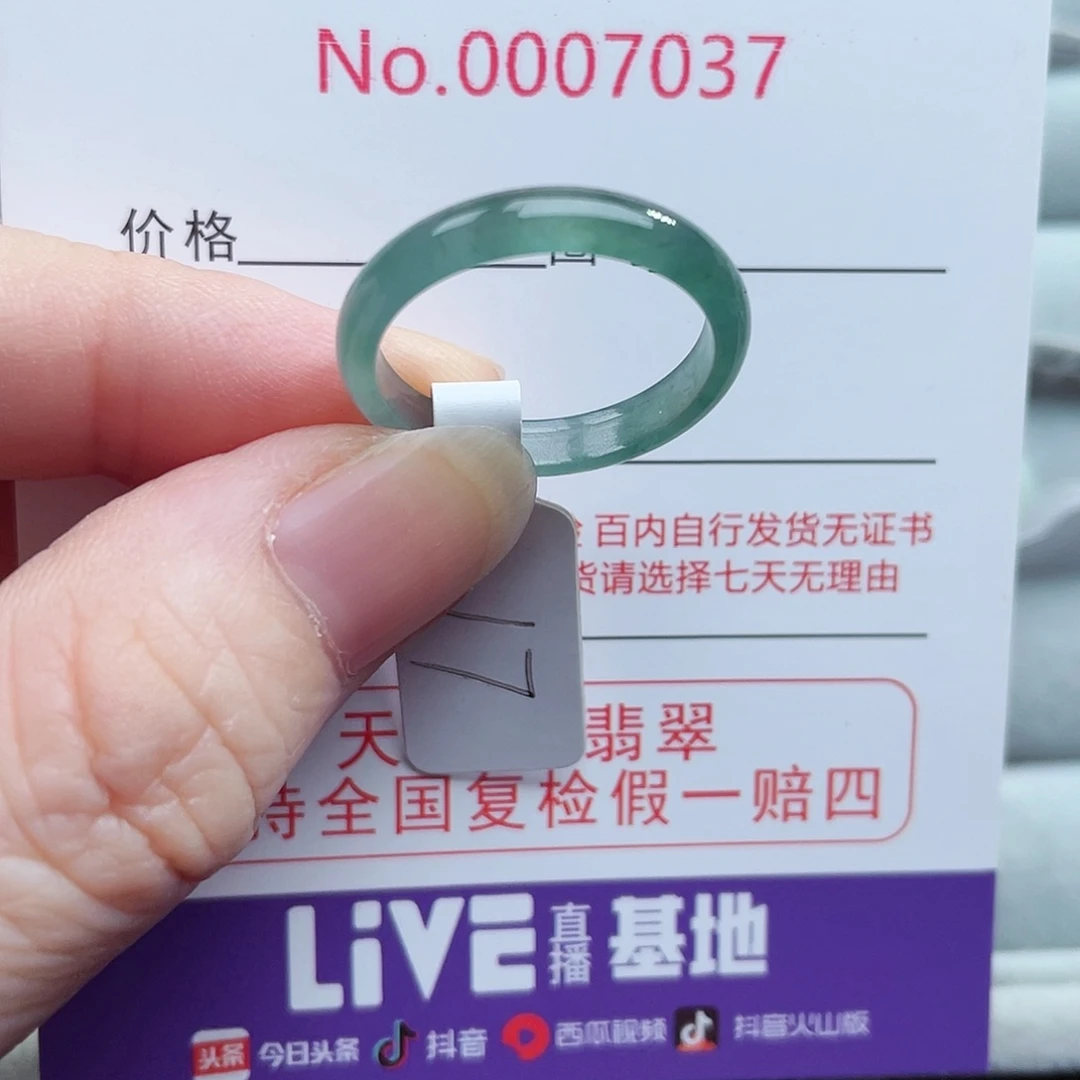 No.0007037
价格
百内自行发货无证书
货请选择七天无理由
17
天 翡翠
持全国复检假一赔四
LiVE 直播 基地
头条 今日头条 抖音 西瓜视频 抖音火山版